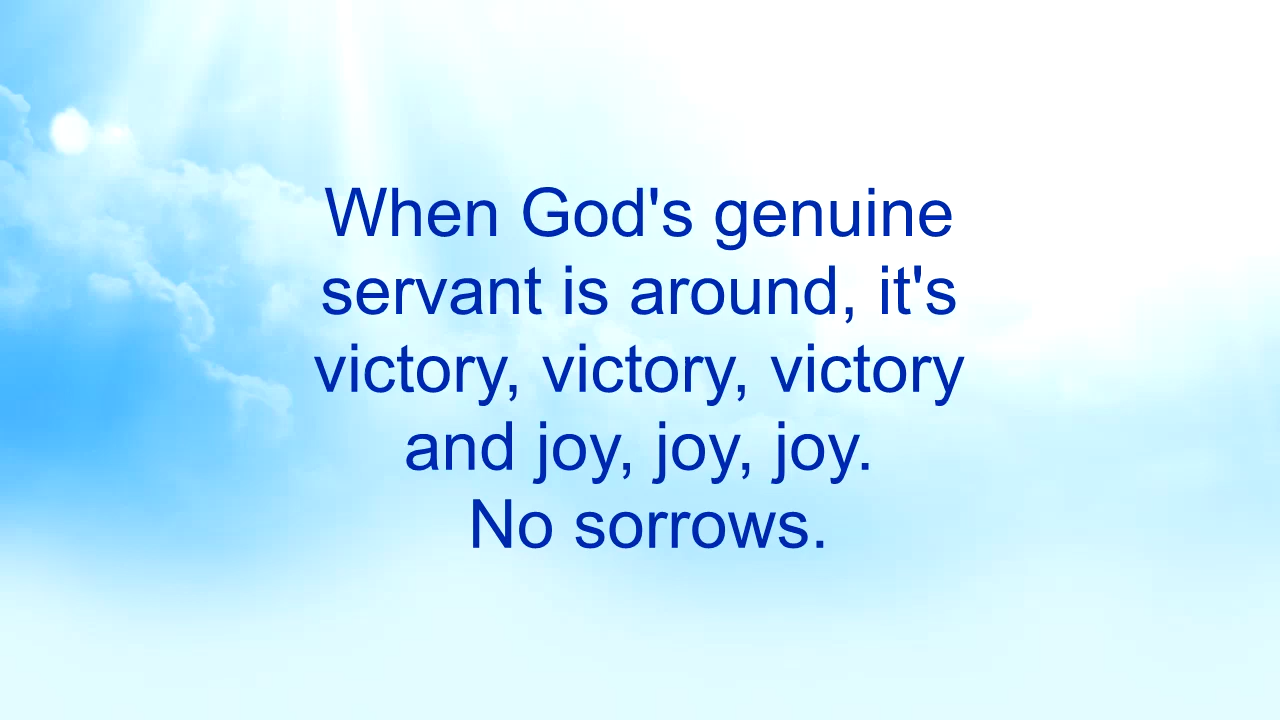 When God's genuine
servant is around, it's
victory, victory, victory
and joy, joy, joy.
No sorrows.